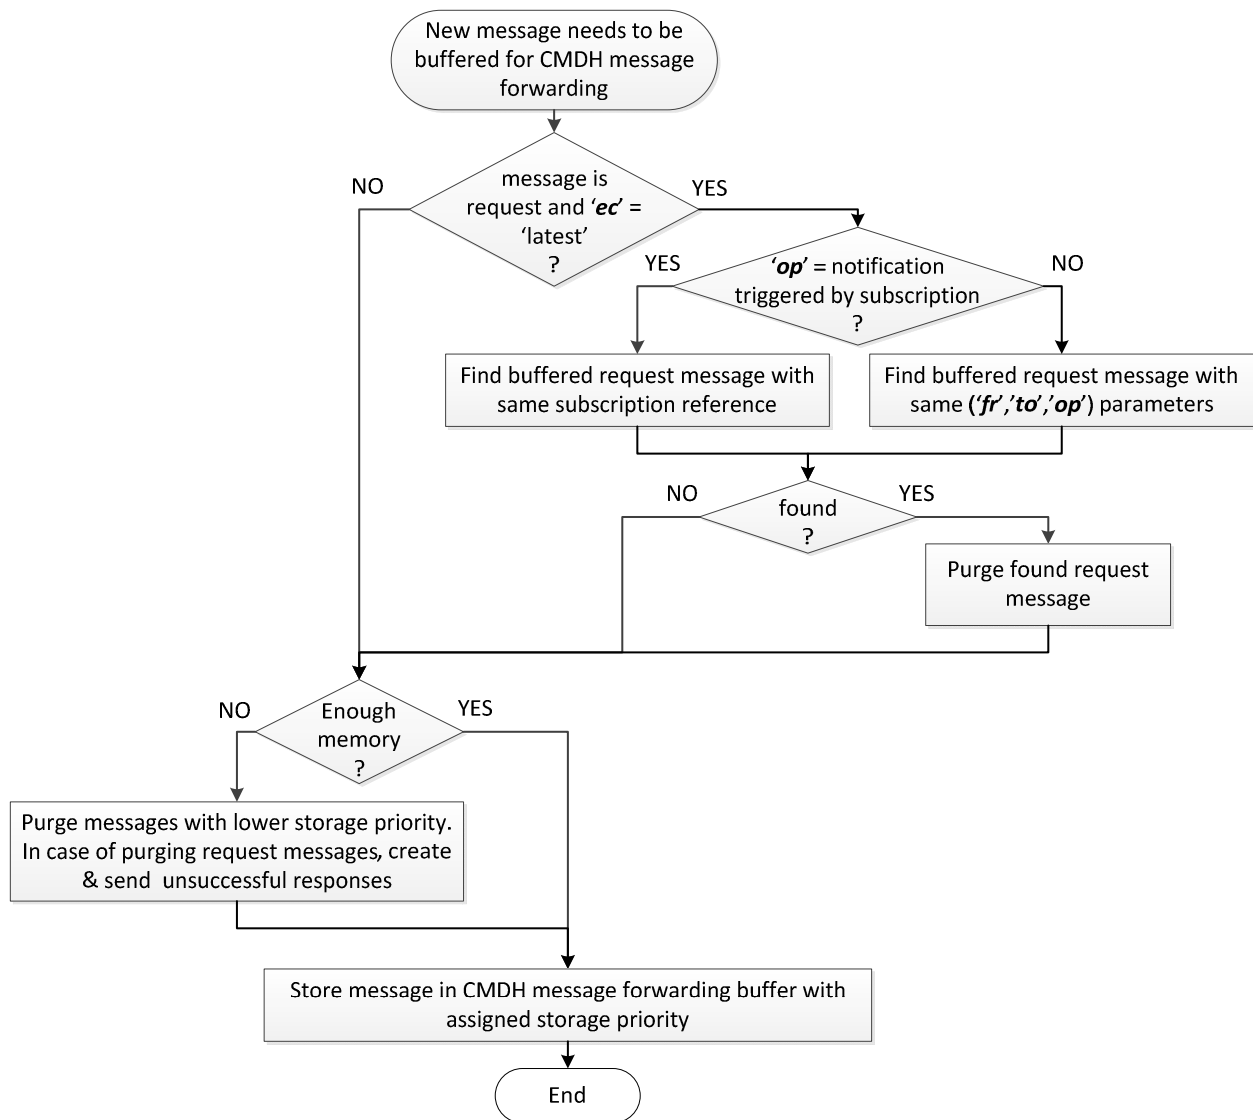 New message needs to be
buffered for CMDH message
forwarding
NO
message is
request and ‘ec’ =
‘latest’
?
YES
YES
‘op’ = notification
triggered by subscription
?
NO
Find buffered request message with
same subscription reference
Find buffered request message with
same (‘fr’,’to’,’op’) parameters
NO
found
?
YES
Purge found request
message
NO
Enough
memory
?
YES
Purge messages with lower storage priority.
In case of purging request messages, create
& send unsuccessful responses
Store message in CMDH message forwarding buffer with
assigned storage priority
End